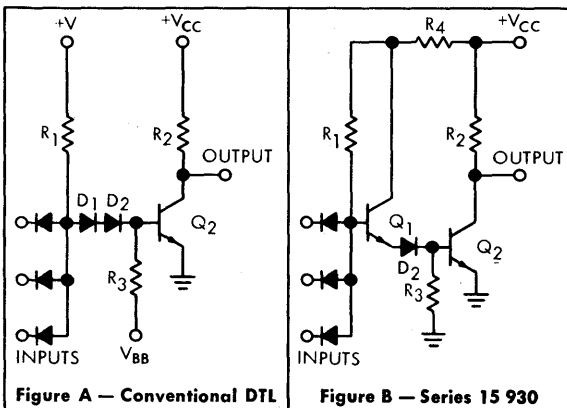 +V
+VCC
R1
R2
OUTPUT
D1 D2
Q2
R3
INPUTS
VBB
Figure A — Conventional DTL
R4
+VCC
R1
R2
OUTPUT
Q1
D2
Q2
R3
INPUTS
Figure B — Series 15 930